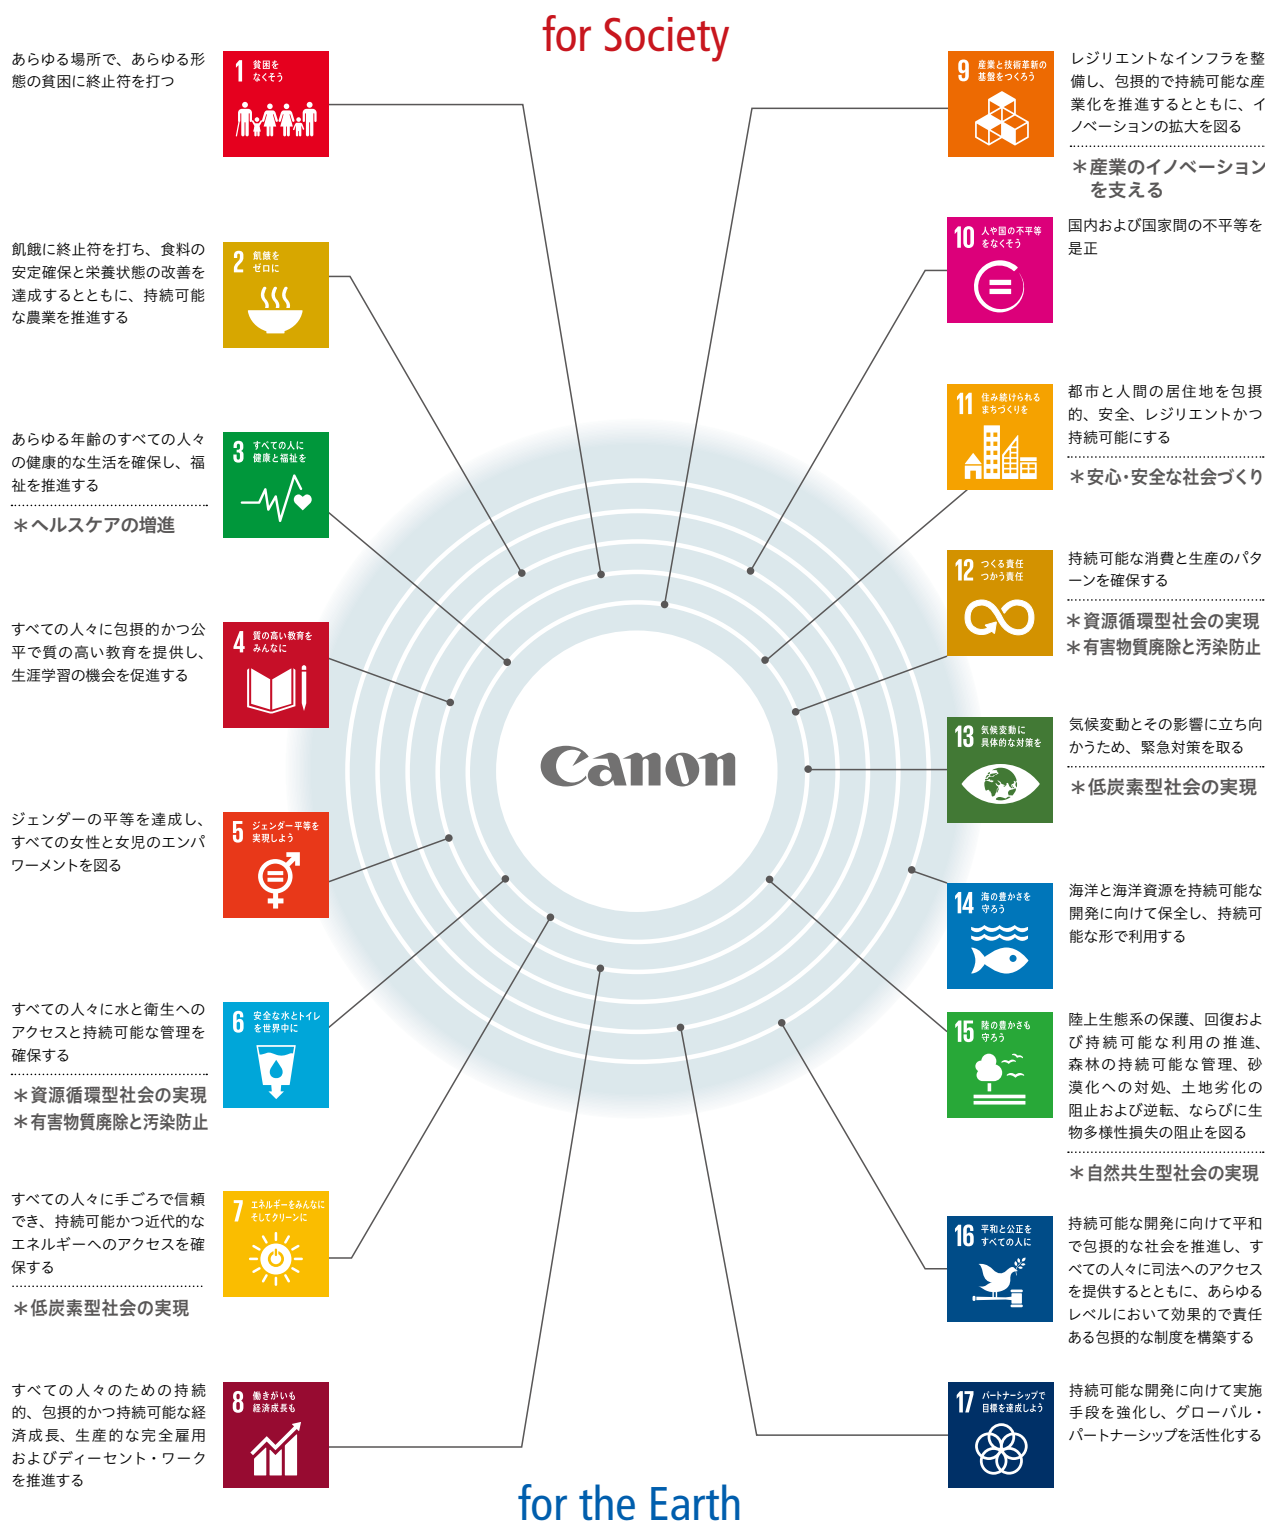 for Society
あらゆる場所で、あらゆる形
態の貧困に終止符を打つ
1 貧困を
なくそう
飢餓に終止符を打ち、食料の
安定確保と栄養状態の改善を
達成するとともに、持続可能
な農業を推進する
2 飢餓を
ゼロに
あらゆる年齢のすべての人々
の健康的な生活を確保し、福
祉を推進する
＊ヘルスケアの増進
3 すべての人に
健康と福祉を
すべての人々に包摂的かつ公
平で質の高い教育を提供し、
生涯学習の機会を促進する
4 質の高い教育を
みんなに
ジェンダーの平等を達成し、
すべての女性と女児のエンパ
ワーメントを図る
5 ジェンダー平等を
実現しよう
すべての人々に水と衛生への
アクセスと持続可能な管理を
確保する
＊資源循環型社会の実現
＊有害物質廃除と汚染防止
6 安全な水とトイレ
を世界中に
すべての人々に手ごろで信頼
でき、持続可能かつ近代的な
エネルギーへのアクセスを確
保する
＊低炭素型社会の実現
7 エネルギーをみんなに
そしてクリーンに
すべての人々のための持続
的、包摂的かつ持続可能な経
済成長、生産的な完全雇用
およびディーセント・ワーク
を推進する
8 働きがいも
経済成長も
Canon
9 産業と技術革新の
基盤をつくろう
レジリエントなインフラを整
備し、包摂的で持続可能な産
業化を推進するとともに、イ
ノベーションの拡大を図る
＊産業のイノベーション
を支える
10 人や国の不平等
をなくそう
国内および国家間の不平等を
是正
11 住み続けられる
まちづくりを
都市と人間の居住地を包摂
的、安全、レジリエントかつ
持続可能にする
＊安心・安全な社会づくり
12 つくる責任
つかう責任
持続可能な消費と生産のパタ
ーンを確保する
＊資源循環型社会の実現
＊有害物質廃除と汚染防止
13 気候変動に
具体的な対策を
気候変動とその影響に立ち向
かうため、緊急対策を取る
＊低炭素型社会の実現
14 海の豊かさを
守ろう
海洋と海洋資源を持続可能な
開発に向けて保全し、持続可
能な形で利用する
15 陸の豊かさも
守ろう
陸上生態系の保護、回復およ
び持続可能な利用の推進、
森林の持続可能な管理、砂
漠化への対処、土地劣化の
阻止および逆転、ならびに生
物多様性損失の阻止を図る
＊自然共生型社会の実現
16 平和と公正を
すべての人に
持続可能な開発に向けて平和
で包摂的な社会を推進し、す
べての人々に司法へのアクセス
を提供するとともに、あらゆる
レベルにおいて効果的で責任
ある包摂的な制度を構築する
17 パートナーシップで
目標を達成しよう
持続可能な開発に向けて実施
手段を強化し、グローバル・
パートナーシップを活性化する
for the Earth